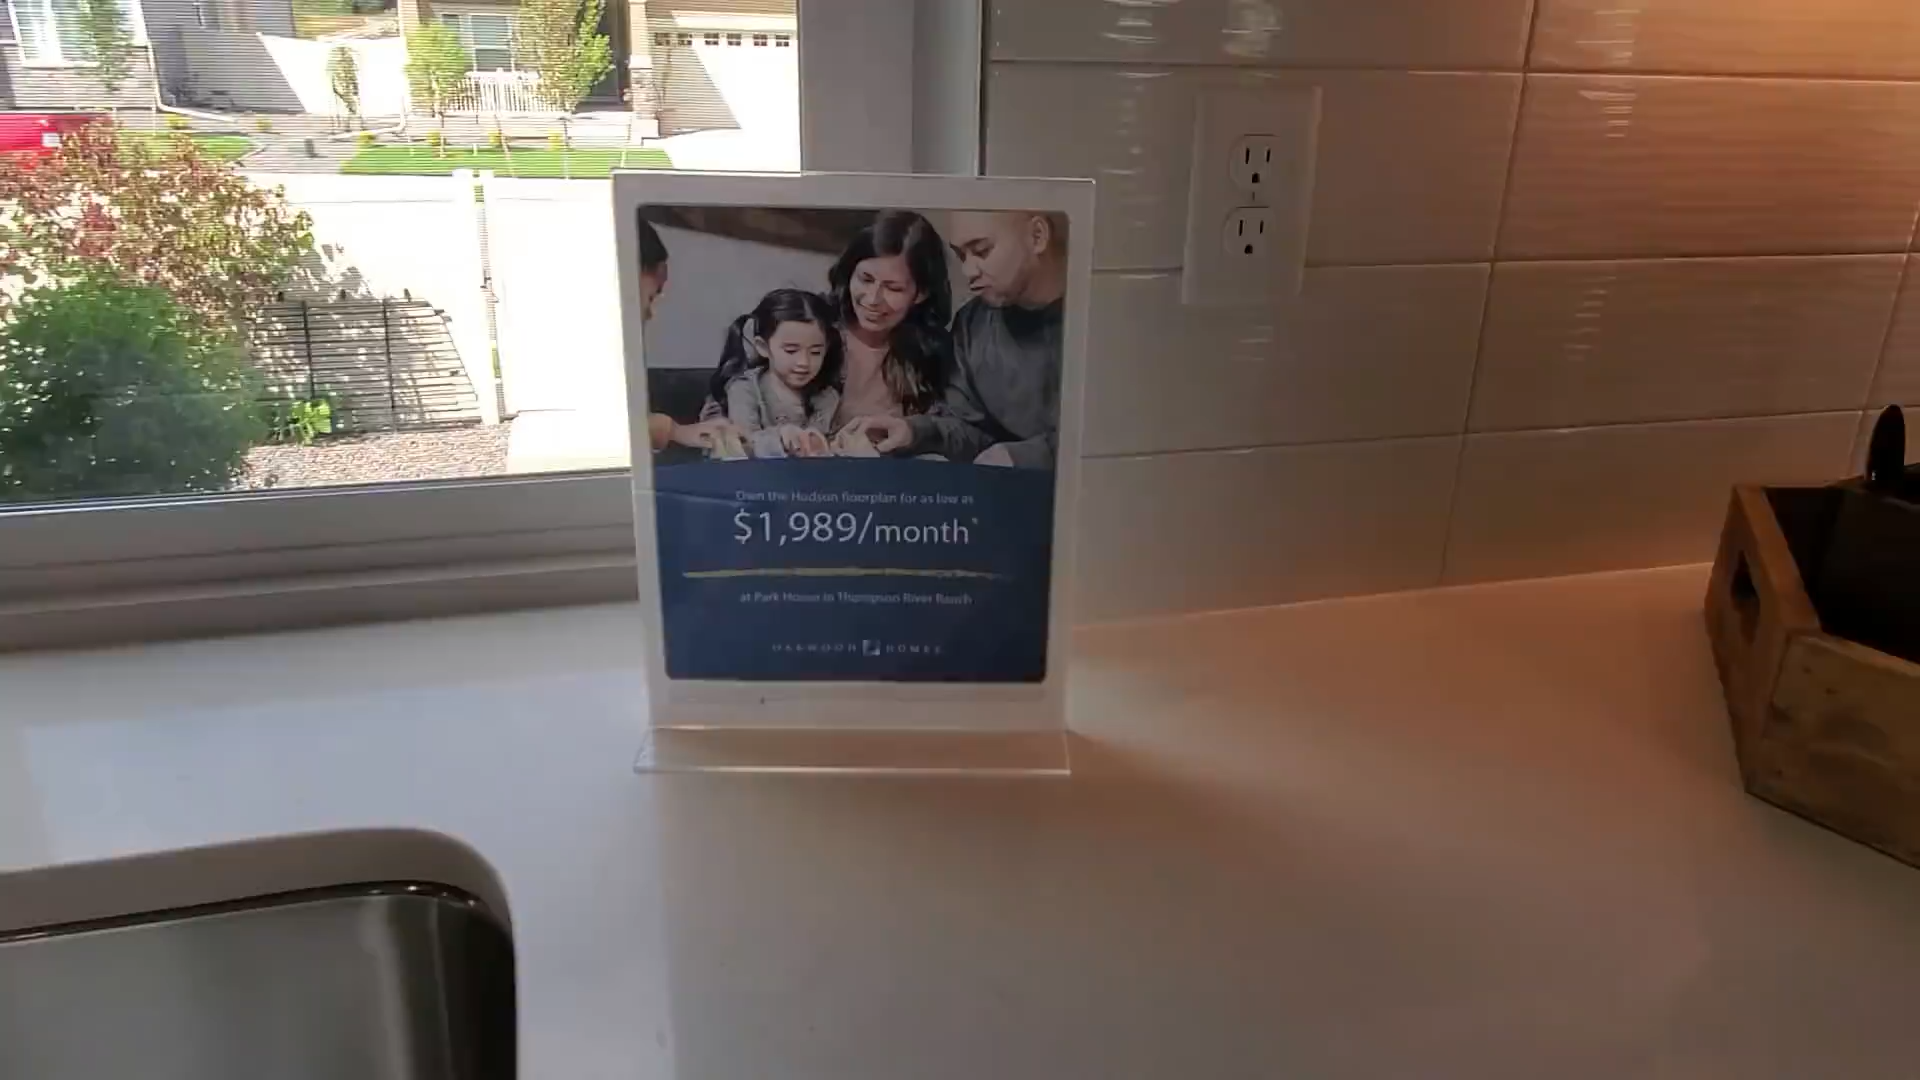 Own the Hudson floorplan for as low as
$1,989/month*
at Park House in Thompson River Ranch
OAKWOOD HOMES